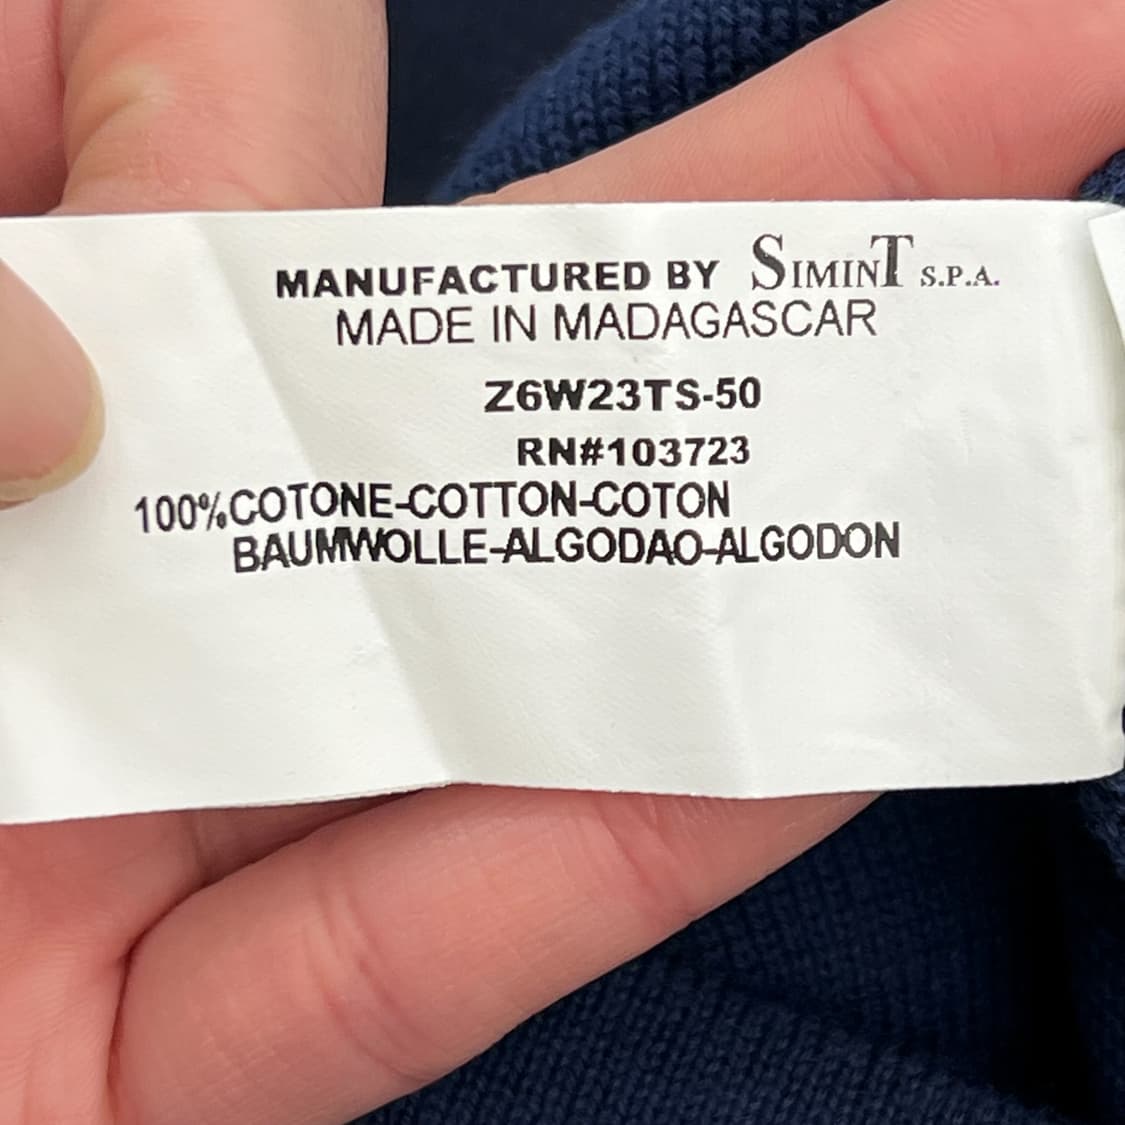 MANUFACTURED BY SIMINT S.P.A.
MADE IN MADAGASCAR
Z6W23TS-50
RN#103723
100%COTONE-COTTON-COTON
BAUMWOLLE-ALGODAO-ALGODON